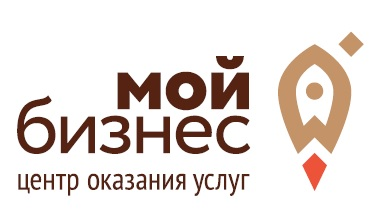 мой
бизнес
центр оказания услуг